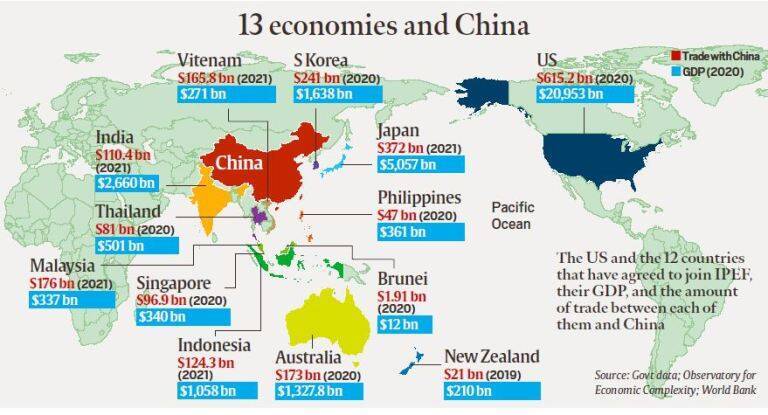 13 economies and China
Vitenam
$165.8 bn (2021)
$271 bn
S Korea
$241 bn (2020)
$1,638 bn
US
$615.2 bn (2020)
$20,953 bn
Trade with China
GDP (2020)
India
$110.4 bn
(2021)
$2,660 bn
China
Japan
$372 bn (2021)
$5,057 bn
Thailand
$81 bn (2020)
$501 bn
Philippines
$47 bn (2020)
$361 bn
Pacific
Ocean
Malaysia
$176 bn (2021)
$337 bn
Singapore
$96.9 bn (2020)
$340 bn
Brunei
$1.91 bn
(2020)
$12 bn
The US and the 12 countries
that have agreed to join IPEF,
their GDP, and the amount
of trade between each of
them and China
Indonesia
$124.3 bn
(2021)
$1,058 bn
Australia
$173 bn (2020)
$1,327.8 bn
New Zealand
$21 bn (2019)
$210 bn
Source: Govt data; Observatory for
Economic Complexity; World Bank